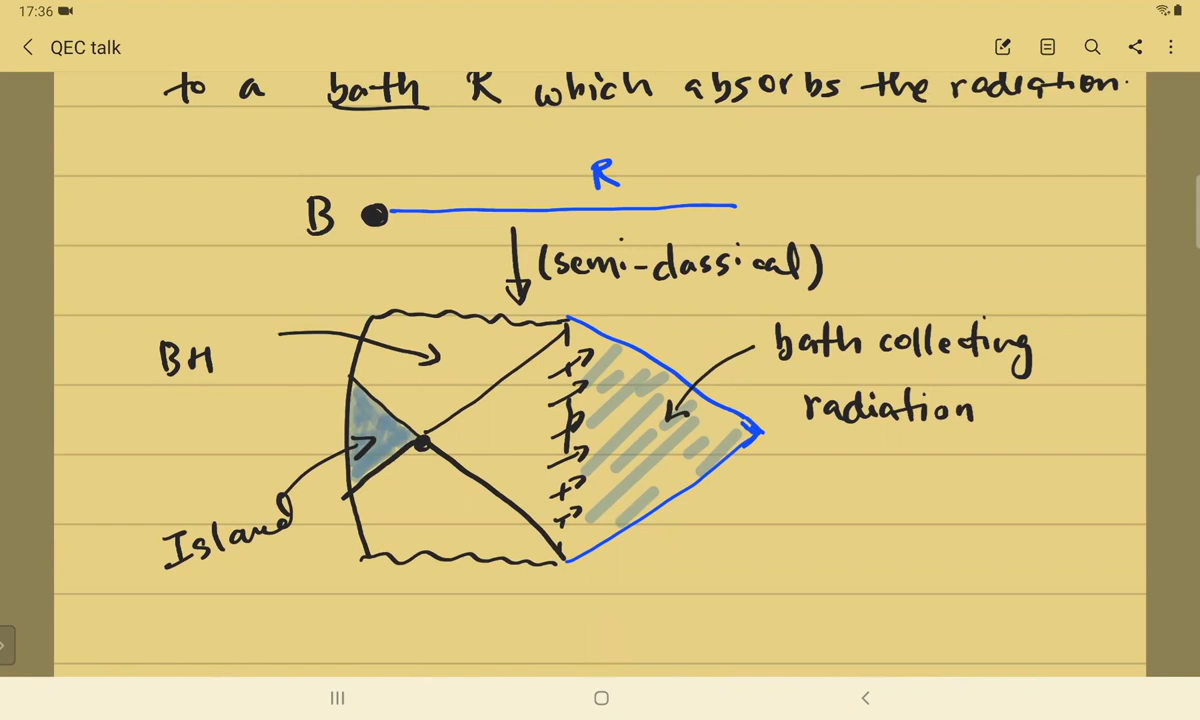 17:36
QEC talk
to a bath R which absorbs the radiation.
R
B
(semi-classical)
BH
bath collecting
radiation
Island